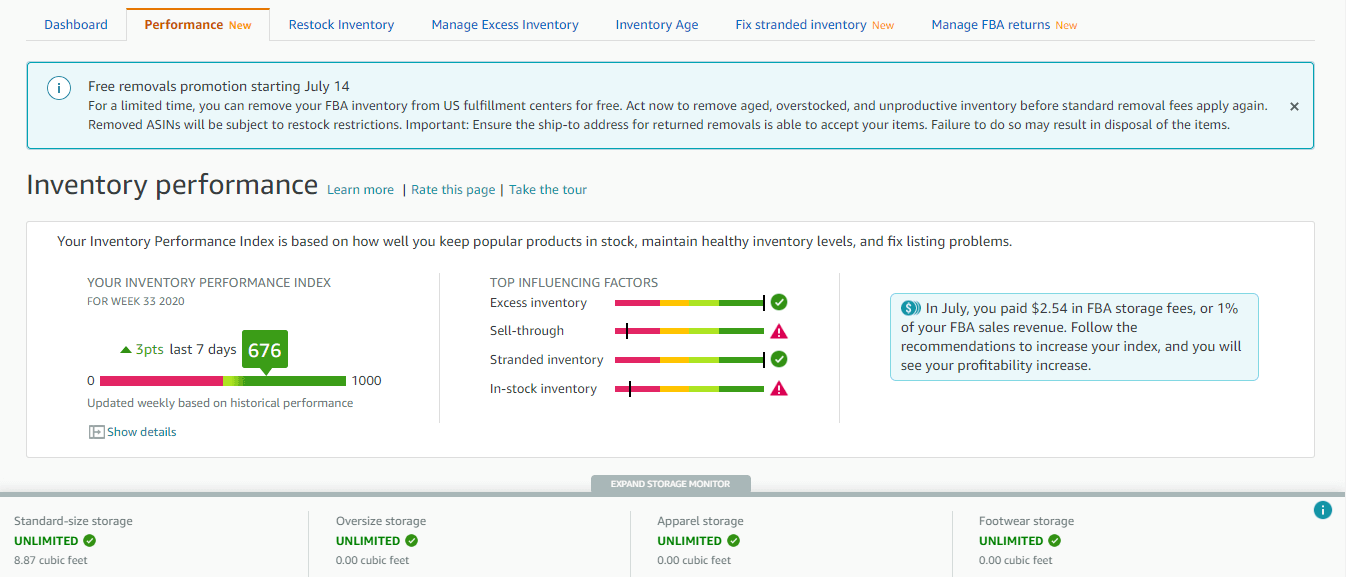 Dashboard
Performance New
Restock Inventory
Manage Excess Inventory
Inventory Age
Fix stranded inventory New
Manage FBA returns New
Free removals promotion starting July 14
For a limited time, you can remove your FBA inventory from US fulfillment centers for free. Act now to remove aged, overstocked, and unproductive inventory before standard removal fees apply again.
Removed ASINs will be subject to restock restrictions. Important: Ensure the ship-to address for returned removals is able to accept your items. Failure to do so may result in disposal of the items.
Inventory performance Learn more | Rate this page | Take the tour
Your Inventory Performance Index is based on how well you keep popular products in stock, maintain healthy inventory levels, and fix listing problems.
YOUR INVENTORY PERFORMANCE INDEX
FOR WEEK 33 2020
3pts last 7 days 676
0 1000
Updated weekly based on historical performance
Show details
TOP INFLUENCING FACTORS
Excess inventory
Sell-through
Stranded inventory
In-stock inventory
In July, you paid $2.54 in FBA storage fees, or 1%
of your FBA sales revenue. Follow the
recommendations to increase your index, and you will
see your profitability increase.
EXPAND STORAGE MONITOR
Standard-size storage
UNLIMITED
8.87 cubic feet
Oversize storage
UNLIMITED
0.00 cubic feet
Apparel storage
UNLIMITED
0.00 cubic feet
Footwear storage
UNLIMITED
0.00 cubic feet